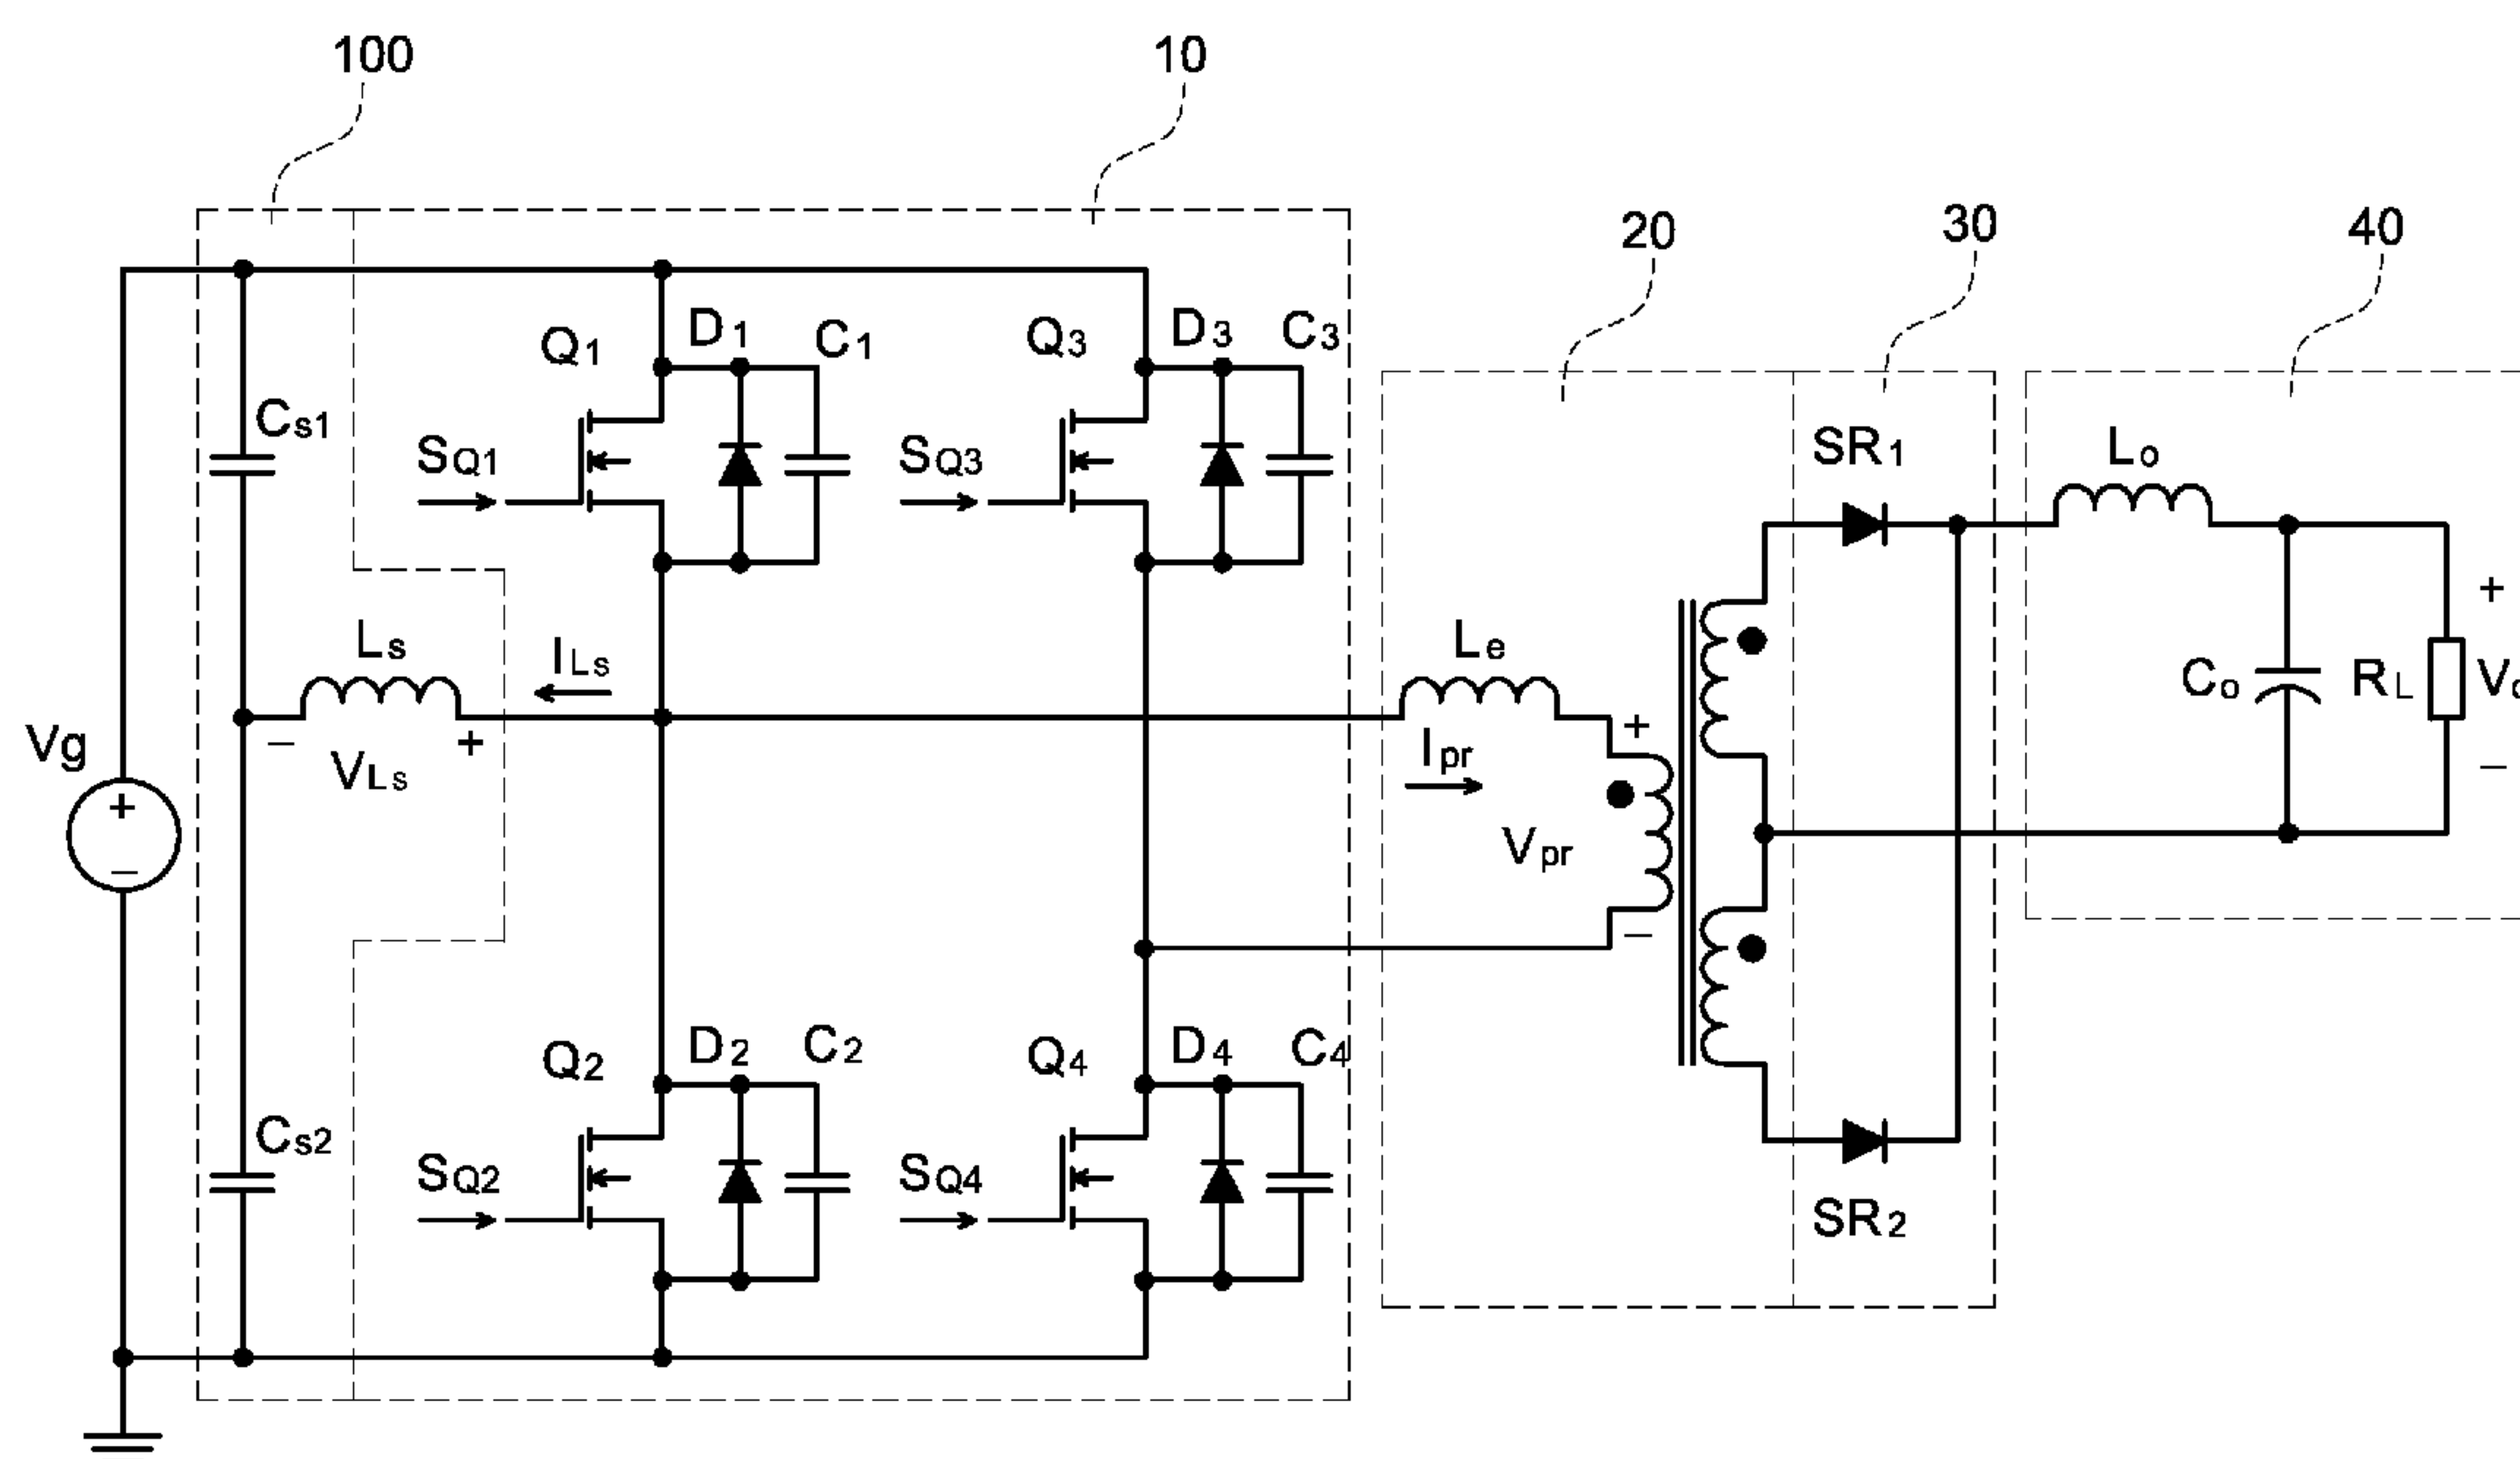 100
10
20
30
40
Q1
D1
C1
Q3
D3
C3
Cs1
SQ1
SQ3
SR1
Lo
Ls
ILs
Le
+
Co
RL
Vg
− VLs +
Ipr
+
Vpr
−
+
−
−
Q2
D2
C2
Q4
D4
C4
Cs2
SQ2
SQ4
SR2